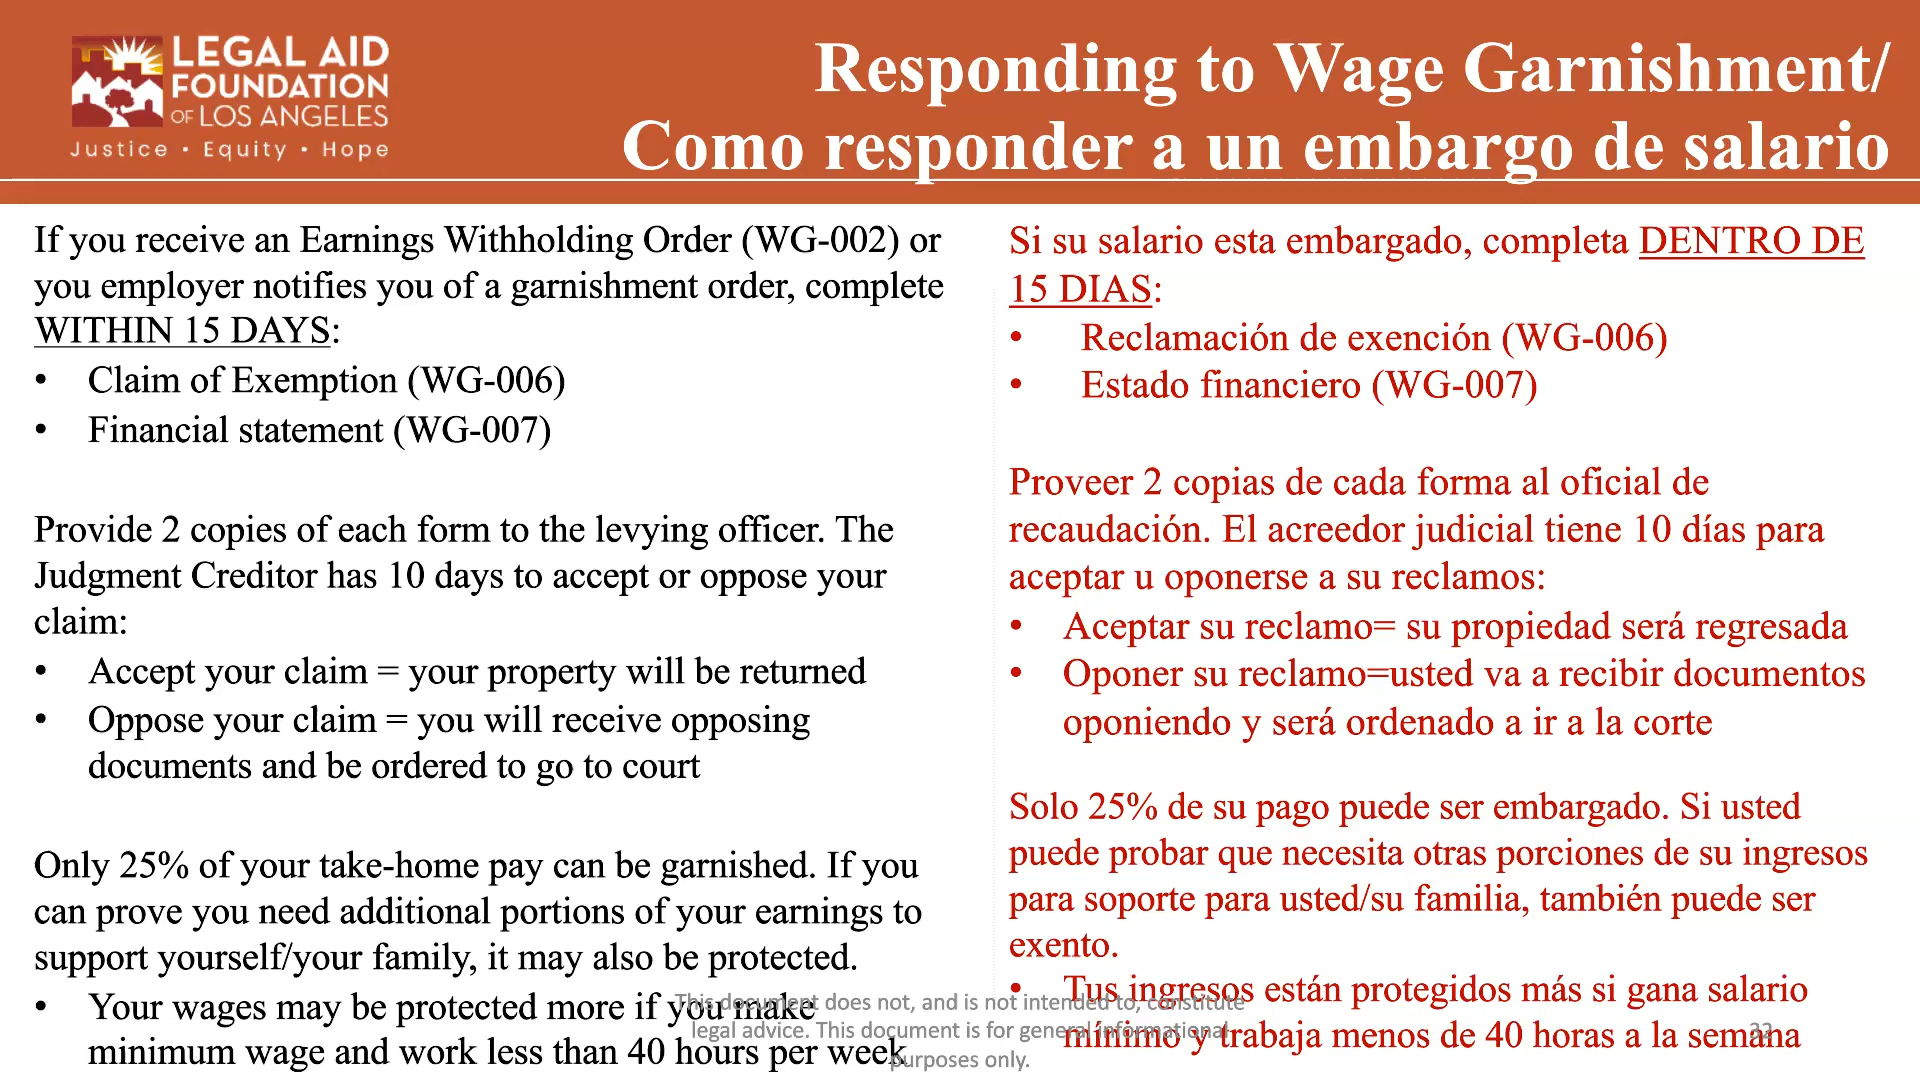 LEGAL AID
FOUNDATION
OF LOS ANGELES
Justice • Equity • Hope
Responding to Wage Garnishment/
Como responder a un embargo de salario
If you receive an Earnings Withholding Order (WG-002) or
you employer notifies you of a garnishment order, complete
WITHIN 15 DAYS:
• Claim of Exemption (WG-006)
• Financial statement (WG-007)
Provide 2 copies of each form to the levying officer. The
Judgment Creditor has 10 days to accept or oppose your
claim:
• Accept your claim = your property will be returned
• Oppose your claim = you will receive opposing
documents and be ordered to go to court
Only 25% of your take-home pay can be garnished. If you
can prove you need additional portions of your earnings to
support yourself/your family, it may also be protected.
• Your wages may be protected more if you make
minimum wage and work less than 40 hours per week
Si su salario esta embargado, completa DENTRO DE
15 DIAS:
• Reclamación de exención (WG-006)
• Estado financiero (WG-007)
Proveer 2 copias de cada forma al oficial de
recaudación. El acreedor judicial tiene 10 días para
aceptar u oponerse a su reclamos:
• Aceptar su reclamo= su propiedad será regresada
• Oponer su reclamo=usted va a recibir documentos
oponiendo y será ordenado a ir a la corte
Solo 25% de su pago puede ser embargado. Si usted
puede probar que necesita otras porciones de su ingresos
para soporte para usted/su familia, también puede ser
exento.
• Tus ingresos están protegidos más si gana salario
mínimo y trabaja menos de 40 horas a la semana
This document does not, and is not intended to, constitute
legal advice. This document is for general informational
purposes only.
32